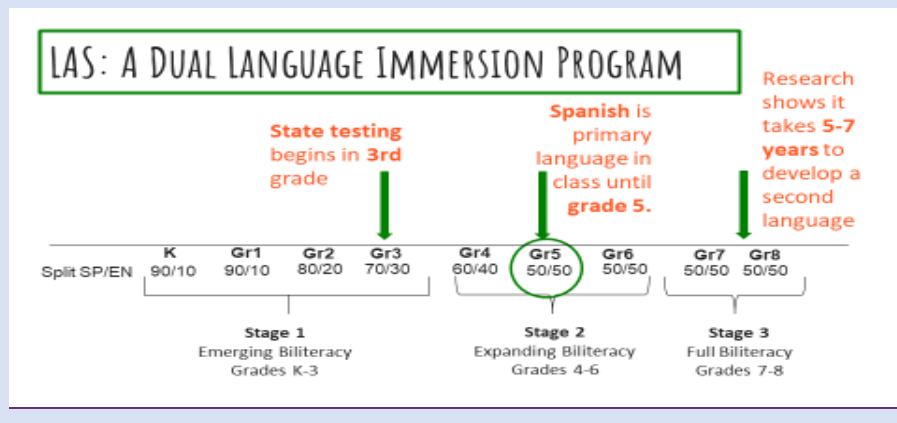 LAS: A DUAL LANGUAGE IMMERSION PROGRAM
State testing
begins in 3rd
grade
Spanish is
primary
language in
class until
grade 5.
Research
shows it
takes 5-7
years to
develop a
second
language
K Gr1 Gr2 Gr3 Gr4 Gr5 Gr6 Gr7 Gr8
Split SP/EN 90/10 90/10 80/20 70/30 60/40 50/50 50/50 50/50 50/50
Stage 1
Emerging Biliteracy
Grades K-3
Stage 2
Expanding Biliteracy
Grades 4-6
Stage 3
Full Biliteracy
Grades 7-8